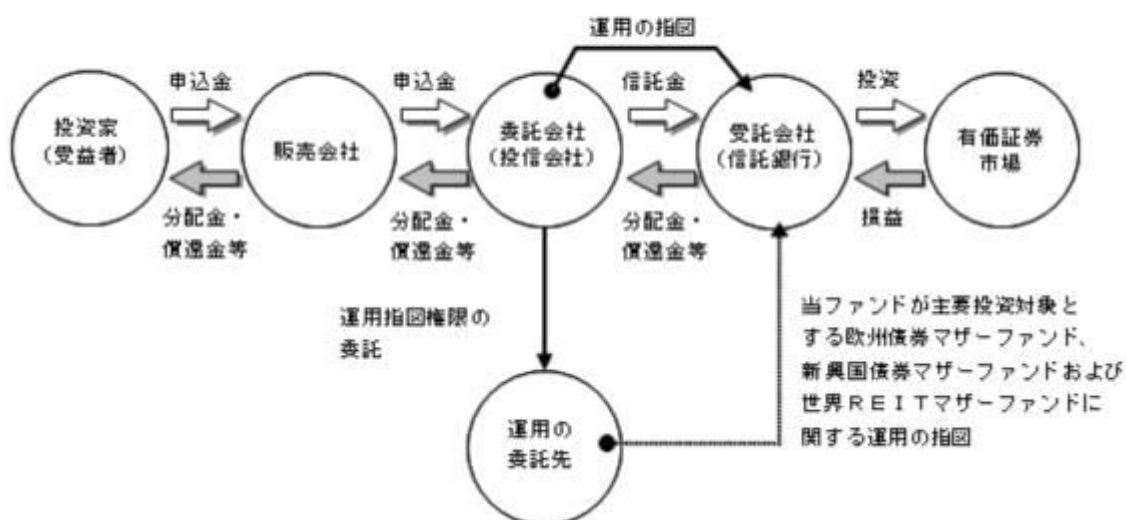 運用の指図
申込金
申込金
信託金
投資
投資家
(受益者)
販売会社
委託会社
(投信会社)
受託会社
(信託銀行)
有価証券
市場
分配金・
償還金等
分配金・
償還金等
分配金・
償還金等
損益
運用指図権限の
委託
当ファンドが主要投資対象と
する欧州債券マザーファンド、
新興国債券マザーファンドおよび
世界REITマザーファンドに
関する運用の指図
運用の
委託先